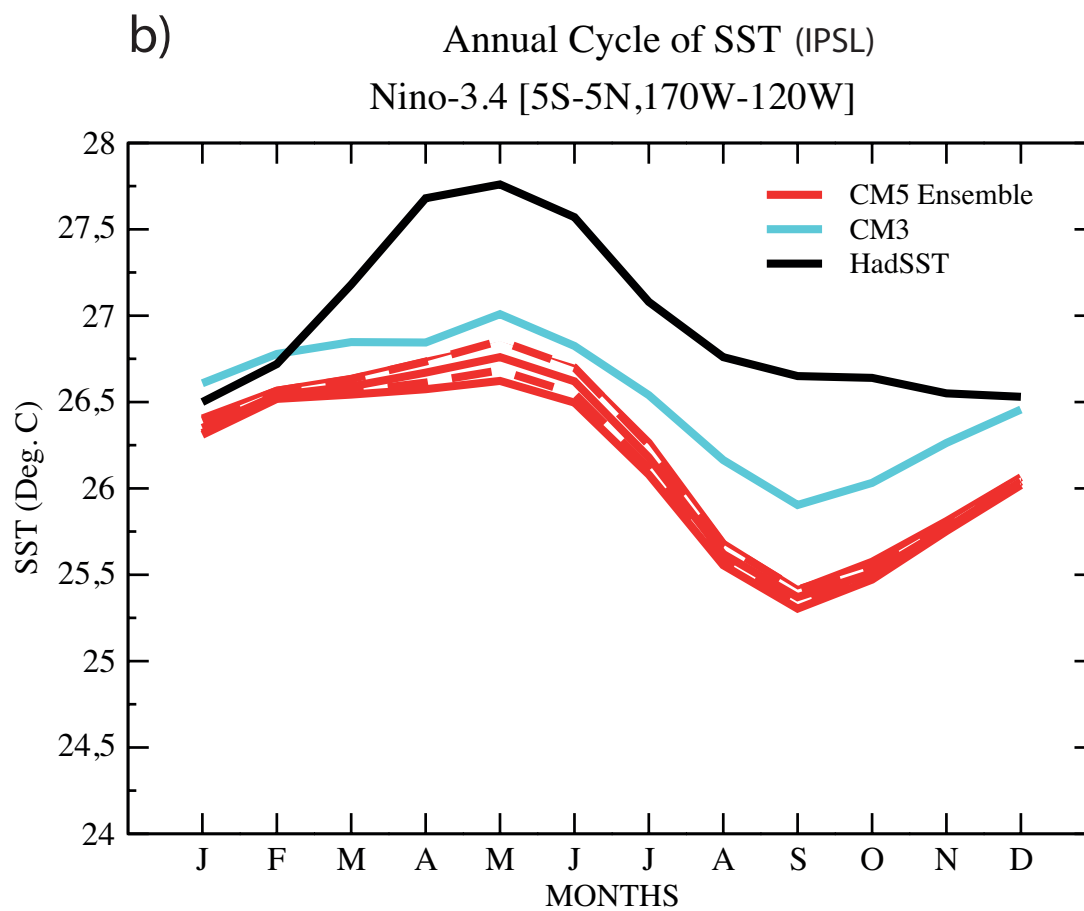 b)
Annual Cycle of SST (IPSL)
Nino-3.4 [5S-5N,170W-120W]
CM5 Ensemble
CM3
HadSST
SST (Deg. C)
28
27,5
27
26,5
26
25,5
25
24,5
24
J F M A M J J A S O N D
MONTHS